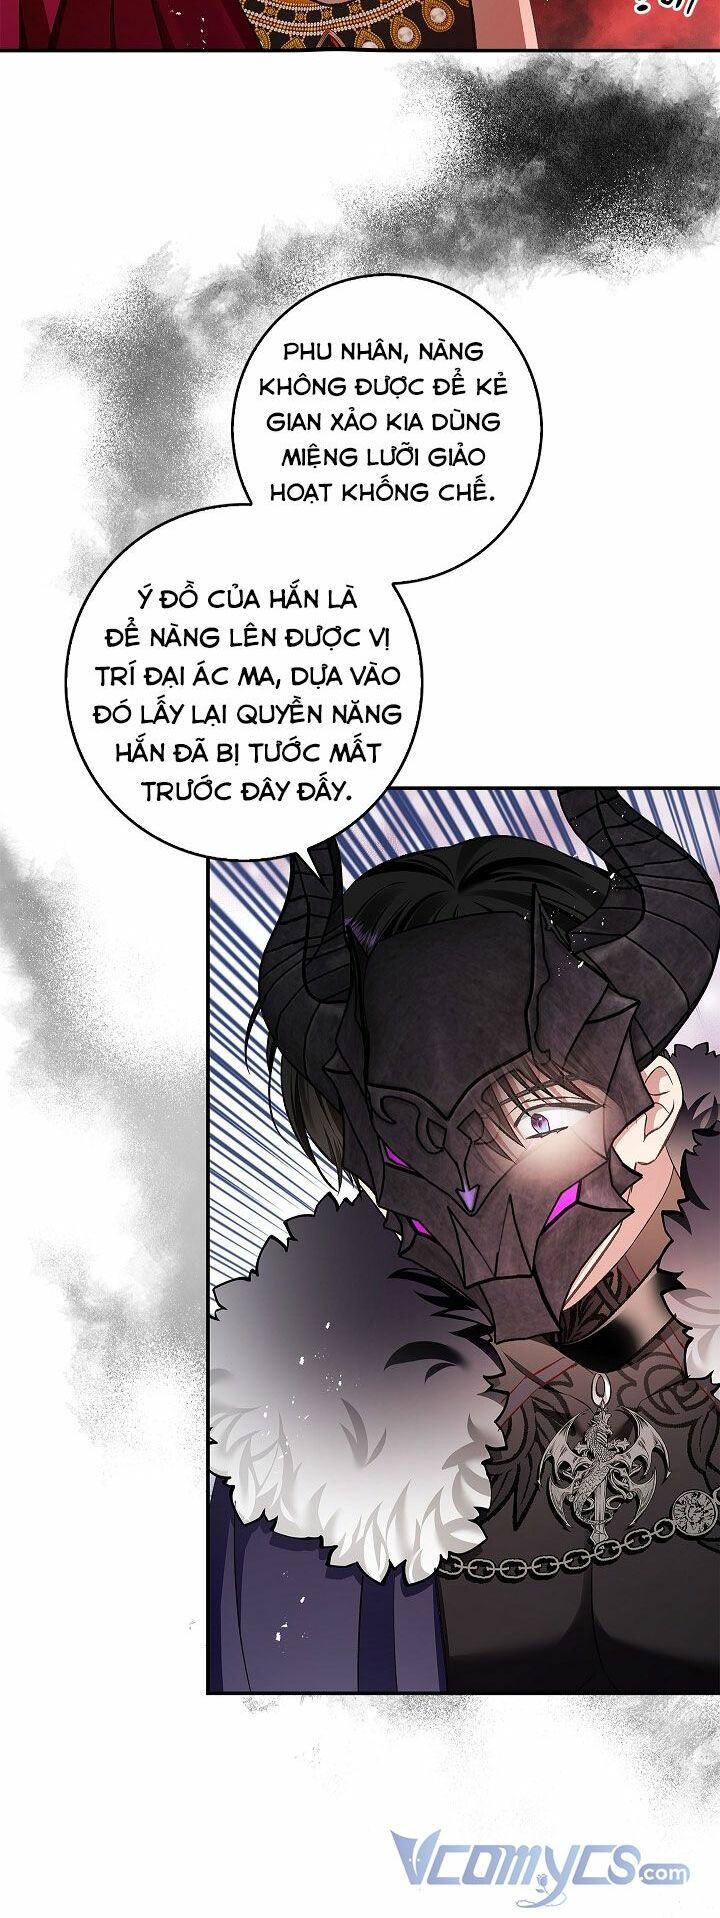 PHU NHÂN, NÀNG
KHÔNG ĐƯỢC ĐỂ KẺ
GIAN XẢO KIA DÙNG
MIỆNG LƯỠI GIẢO
HOẠT KHỐNG CHẾ.
Ý ĐỒ CỦA HẮN LÀ
ĐỂ NÀNG LÊN ĐƯỢC VỊ
TRÍ ĐẠI ÁC MA, DỰA VÀO
ĐÓ LẤY LẠI QUYỀN NĂNG
HẮN ĐÃ BỊ TƯỚC MẤT
TRƯỚC ĐÂY ĐẤY.
VCOMYCS.com